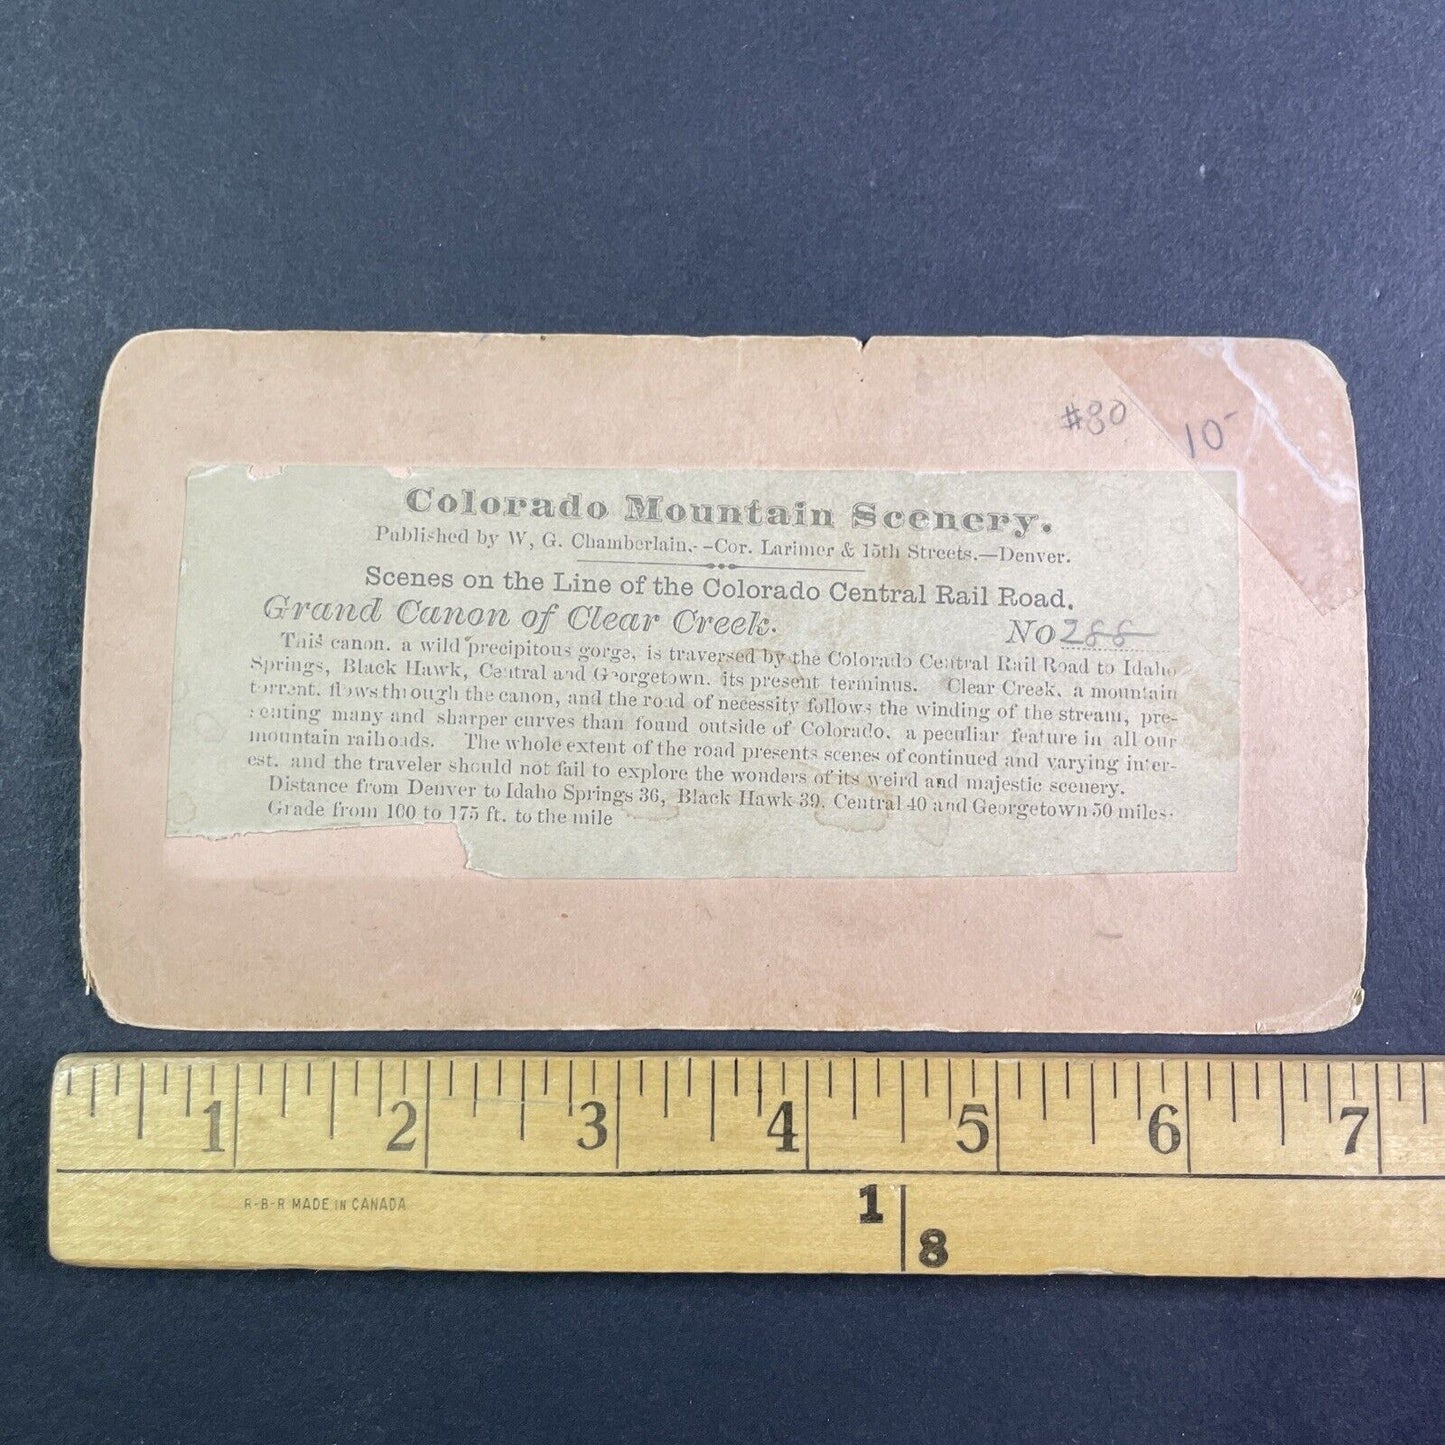 #80
10-
Colorado Mountain Scenery.
Published by W, G. Chamberlain,--Cor. Larimer & 15th Streets.—Denver.
Scenes on the Line of the Colorado Central Rail Road.
Grand Canon of Clear Creek. No 288
This canon, a wild precipitous gorge, is traversed by the Colorado Central Rail Road to Idaho
Springs, Black Hawk, Central and Georgetown, its present terminus. Clear Creek, a mountain
torrent, flows through the canon, and the road of necessity follows the winding of the stream, pre-
senting many and sharper curves than found outside of Colorado, a peculiar feature in all our
mountain railroads. The whole extent of the road presents scenes of continued and varying inter-
est, and the traveler should not fail to explore the wonders of its weird and majestic scenery.
Distance from Denver to Idaho Springs 36, Black Hawk 39, Central 40 and Georgetown 50 miles.
Grade from 100 to 175 ft. to the mile
1 2 3 4 5 6 7
R-B-R MADE IN CANADA
1
8